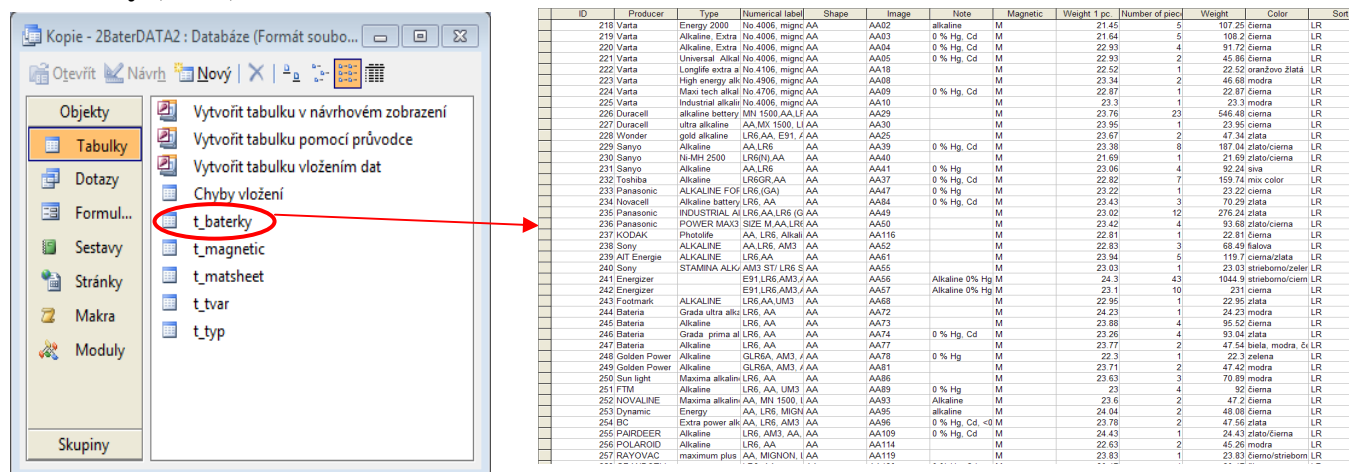 Kopie - 2BaterDATA2 : Databáze (Formát soubo...
Otevřít Návrh Nový
Objekty
Tabulky
Dotazy
Formul...
Sestavy
Stránky
Makra
Moduly
Skupiny
Vytvořit tabulku v návrhovém zobrazení
Vytvořit tabulku pomocí průvodce
Vytvořit tabulku vložením dat
Chyby vložení
t_baterky
t_magnetic
t_matsheet
t_tvar
t_typ
ID Producer Type Numerical label Shape Image Note Magnetic Weight 1 pc. Number of piece Weight Color Sort
218 Varta Energy 2000 No.4006, mignc AA AA02 alkaline M 21.45 5 107.25 čierna LR
219 Varta Alkaline, Extra No.4006, mignc AA AA03 0 % Hg, Cd M 21.64 5 108.2 čierna LR
220 Varta Alkaline, Extra No.4006, mignc AA AA04 0 % Hg, Cd M 22.93 4 91.72 čierna LR
221 Varta Universal Alkal No.4006, mignc AA AA05 0 % Hg, Cd M 22.93 2 45.86 čierna LR
222 Varta Longlife extra a No.4106, mignc AA AA18 M 22.52 1 22.52 oranžovo žlatá LR
223 Varta High energy alk No.4906, mignc AA AA08 M 23.34 2 46.68 modra LR
224 Varta Maxi tech alkal No.4706, mignc AA AA09 0 % Hg, Cd M 22.87 1 22.87 čierna LR
225 Varta Industrial alkalir No.4006, mignc AA AA10 M 23.3 1 23.3 modra LR
226 Duracell alkaline bettery MN 1500,AA,LF AA AA29 M 23.76 23 546.48 cierna LR
227 Duracell ultra alkaline AA,MX 1500, LI AA AA30 M 23.95 1 23.95 cierna LR
228 Wonder gold alkaline LR6,AA, E91, A AA AA25 M 23.67 2 47.34 zlata LR
229 Sanyo Alkaline AA,LR6 AA AA39 0 % Hg, Cd M 23.38 8 187.04 zlato/cierna LR
230 Sanyo Ni-MH 2500 LR6(N),AA AA AA40 M 21.69 1 21.69 zlato/cierna LR
231 Sanyo Alkaline AA,LR6 AA AA41 0 % Hg M 23.06 4 92.24 siva LR
232 Toshiba Alkaline LR6GR,AA AA AA37 0 % Hg, Cd M 22.82 7 159.74 mix color LR
233 Panasonic ALKALINE FOF LR6,(GA) AA AA47 0 % Hg M 23.22 1 23.22 cierna LR
234 Novacell Alkaline battery LR6, AA AA AA84 0 % Hg, Cd M 23.43 3 70.29 zlata LR
235 Panasonic INDUSTRIAL AI LR6,AA,LR6 (G AA AA49 M 23.02 12 276.24 zlata LR
236 Panasonic POWER MAX3 SIZE M,AA,LR6 AA AA50 M 23.42 4 93.68 zlato/čierna LR
237 KODAK Photolife AA, LR6, Alkali AA AA116 M 22.81 1 22.81 čierna LR
238 Sony ALKALINE AA,LR6, AM3 AA AA52 M 22.83 3 68.49 fialova LR
239 AIT Energie ALKALINE LR6,AA AA AA61 M 23.94 5 119.7 cierna/zlata LR
240 Sony STAMINA ALKA AM3 ST/ LR6 S AA AA55 M 23.03 1 23.03 strieborno/zeler LR
241 Energizer E91,LR6,AM3,A AA AA56 Alkaline 0% Hg M 24.3 43 1044.9 strieborno/ciern LR
242 Energizer E91,LR6,AM3,A AA AA57 Alkaline 0% Hg M 23.1 10 231 cierna LR
243 Footmark ALKALINE LR6,AA,UM3 AA AA68 M 22.95 1 22.95 zlata LR
244 Bateria Grada ultra alka LR6, AA AA AA72 M 24.23 1 24.23 modra LR
245 Bateria Alkaline LR6, AA AA AA73 M 23.88 4 95.52 čierna LR
246 Bateria Grada prima al LR6, AA AA AA74 0 % Hg, Cd M 23.26 4 93.04 zlata LR
247 Bateria Alkaline LR6, AA AA AA77 M 23.77 2 47.54 biela, modra, če LR
248 Golden Power Alkaline GLR6A, AM3, A AA AA78 0 % Hg M 22.3 1 22.3 zelena LR
249 Golden Power Alkaline GLR6A, AM3, A AA AA81 M 23.71 2 47.42 modra LR
250 Sun light Maxima alkalin LR6, AA AA AA86 M 23.63 3 70.89 modra LR
251 FTM Alkaline LR6, AA, UM3 AA AA89 0 % Hg M 23 4 92 čierna LR
252 NOVALINE Maxima alkalin AA, MN 1500, L AA AA93 Alkaline M 23.6 2 47.2 čierna LR
253 Dynamic Energy AA, LR6, MIGN AA AA95 alkaline M 24.04 2 48.08 čierna LR
254 BC Extra power alk AA, LR6, AM3 AA AA96 0 % Hg, Cd, <0 M 23.78 2 47.56 zlata LR
255 PAIRDEER Alkaline LR6, AM3, AA, AA AA109 0 % Hg, Cd M 24.43 1 24.43 zlato/čierna LR
256 POLAROID Alkaline LR6, AA AA AA114 M 22.63 2 45.26 modra LR
257 RAYOVAC maximum plus AA, MIGNON, L AA AA119 M 23.83 1 23.83 čierno/strieborn LR